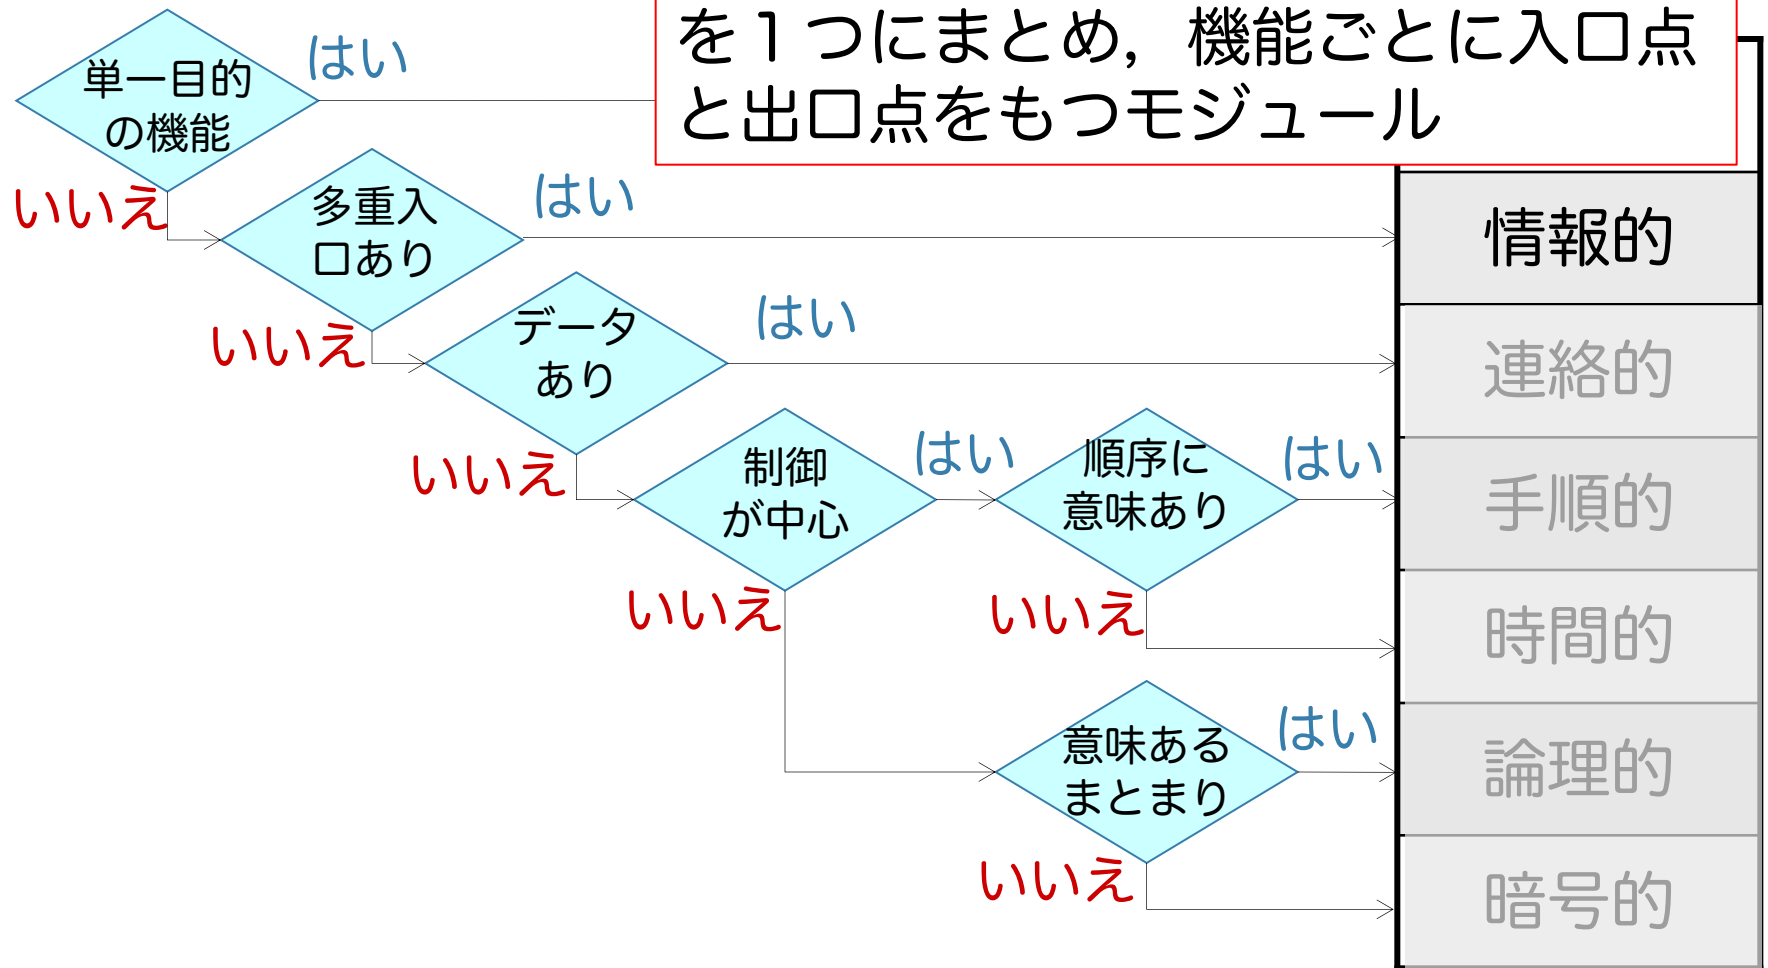 を１つにまとめ，機能ごとに入口点
と出口点をもつモジュール
単一目的
の機能
はい
いいえ
多重入
口あり
はい
情報的
いいえ
データ
あり
はい
連絡的
いいえ
制御
が中心
はい
順序に
意味あり
はい
手順的
いいえ
いいえ
時間的
意味ある
まとまり
はい
論理的
いいえ
暗号的